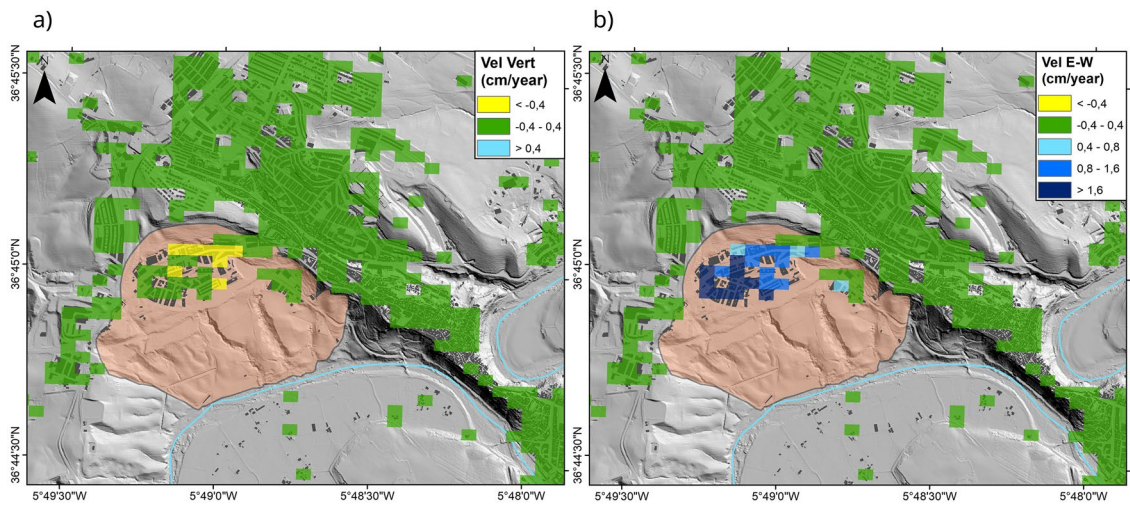 a)
b)
N
Vel Vert
(cm/year)
< -0,4
-0,4 - 0,4
> 0,4
36°45'30"N
36°45'0"N
36°44'30"N
5°49'30"W
5°49'0"W
5°48'30"W
5°48'0"W
N
Vel E-W
(cm/year)
< -0,4
-0,4 - 0,4
0,4 - 0,8
0,8 - 1,6
> 1,6
36°45'30"N
36°45'0"N
36°44'30"N
5°49'30"W
5°49'0"W
5°48'30"W
5°48'0"W